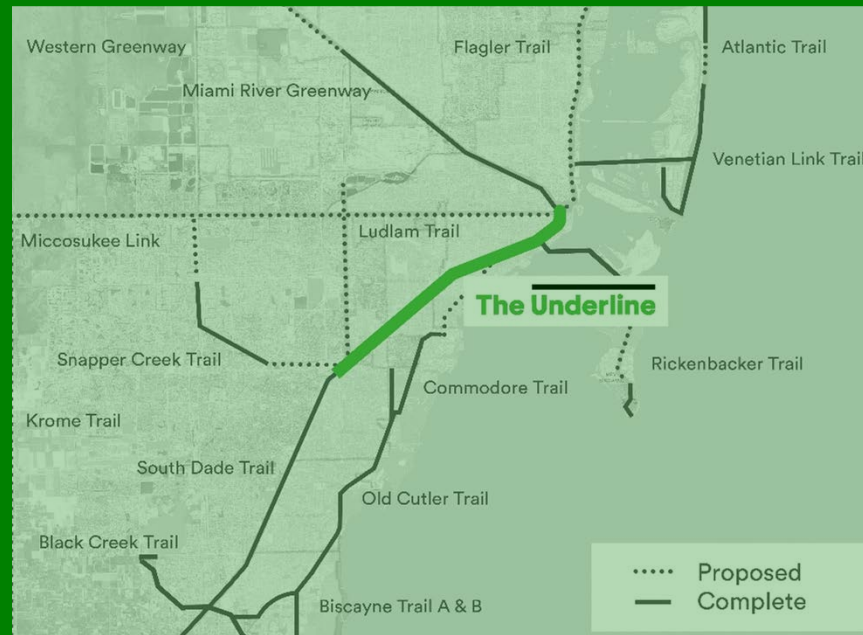 Western Greenway
Flagler Trail
Atlantic Trail
Miami River Greenway
Venetian Link Trail
Miccosukee Link
Ludlam Trail
The Underline
Snapper Creek Trail
Rickenbacker Trail
Commodore Trail
Krome Trail
South Dade Trail
Old Cutler Trail
Black Creek Trail
Biscayne Trail A & B
Proposed
Complete